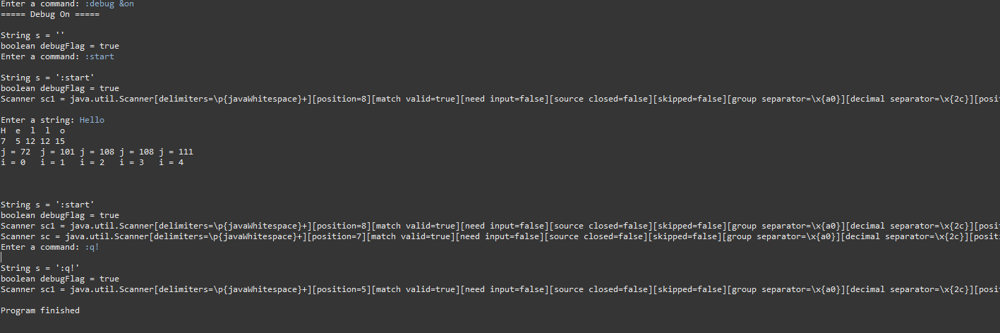 Enter a command: :debug &on
===== Debug On =====
String s = ''
boolean debugFlag = true
Enter a command: :start
String s = ':start'
boolean debugFlag = true
Scanner sc1 = java.util.Scanner[delimiters=\p{javaWhitespace}+][position=8][match valid=true][need input=false][source closed=false][skipped=false][group separator=\x{a0}][decimal separator=\x{2c}][posi
Enter a string: Hello
H  e  l  l  o
7  5 12 12 15
j = 72  j = 101 j = 108 j = 108 j = 111
i = 0   i = 1   i = 2   i = 3   i = 4
String s = ':start'
boolean debugFlag = true
Scanner sc1 = java.util.Scanner[delimiters=\p{javaWhitespace}+][position=8][match valid=true][need input=false][source closed=false][skipped=false][group separator=\x{a0}][decimal separator=\x{2c}][posi
Scanner sc = java.util.Scanner[delimiters=\p{javaWhitespace}+][position=7][match valid=true][need input=false][source closed=false][skipped=false][group separator=\x{a0}][decimal separator=\x{2c}][positi
Enter a command: :q!
String s = ':q!'
boolean debugFlag = true
Scanner sc1 = java.util.Scanner[delimiters=\p{javaWhitespace}+][position=5][match valid=true][need input=false][source closed=false][skipped=false][group separator=\x{a0}][decimal separator=\x{2c}][posi
Program finished